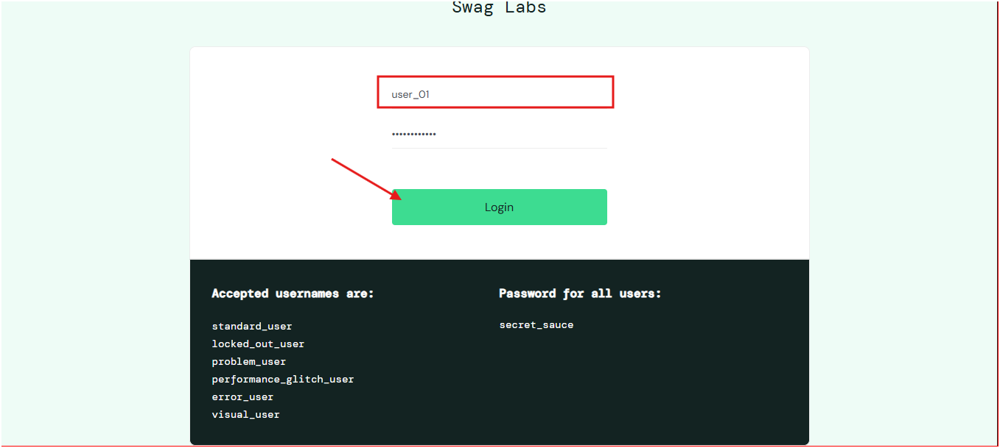 Swag Labs
user_01
••••••••••••
Login
Accepted usernames are:
standard_user
locked_out_user
problem_user
performance_glitch_user
error_user
visual_user
Password for all users:
secret_sauce